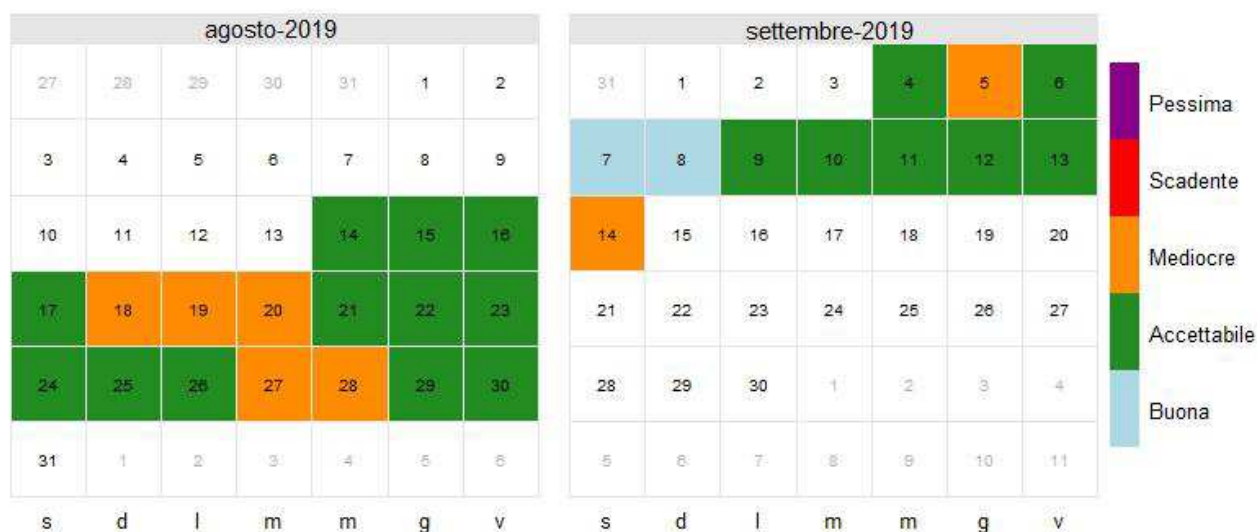 agosto-2019
27 28 29 30 31 1 2
3 4 5 6 7 8 9
10 11 12 13 14 15 16
17 18 19 20 21 22 23
24 25 26 27 28 29 30
31 1 2 3 4 5 6
s d l m m g v
settembre-2019
31 1 2 3 4 5 6
7 8 9 10 11 12 13
14 15 16 17 18 19 20
21 22 23 24 25 26 27
28 29 30 1 2 3 4
5 6 7 8 9 10 11
s d l m m g v
Pessima
Scadente
Mediocre
Accettabile
Buona